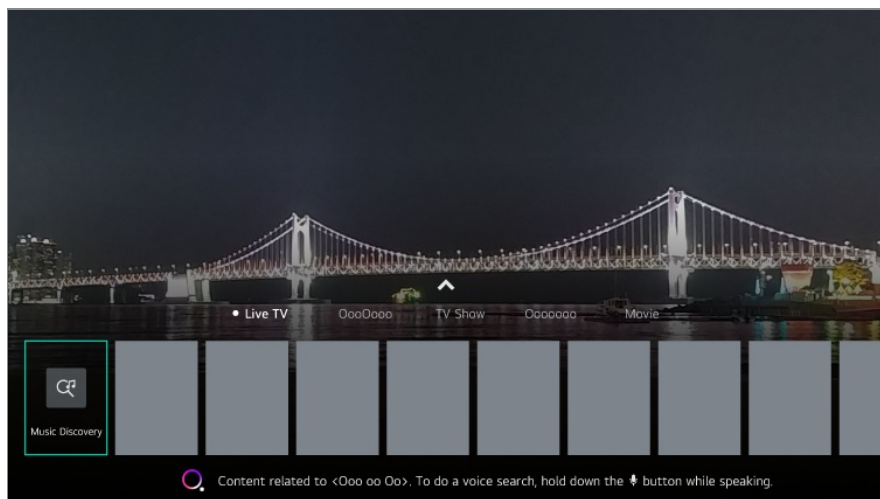 Live TV
OooOooo
TV Show
Ooooooo
Movie
Music Discovery
Content related to <Ooo oo Oo>. To do a voice search, hold down the button while speaking.